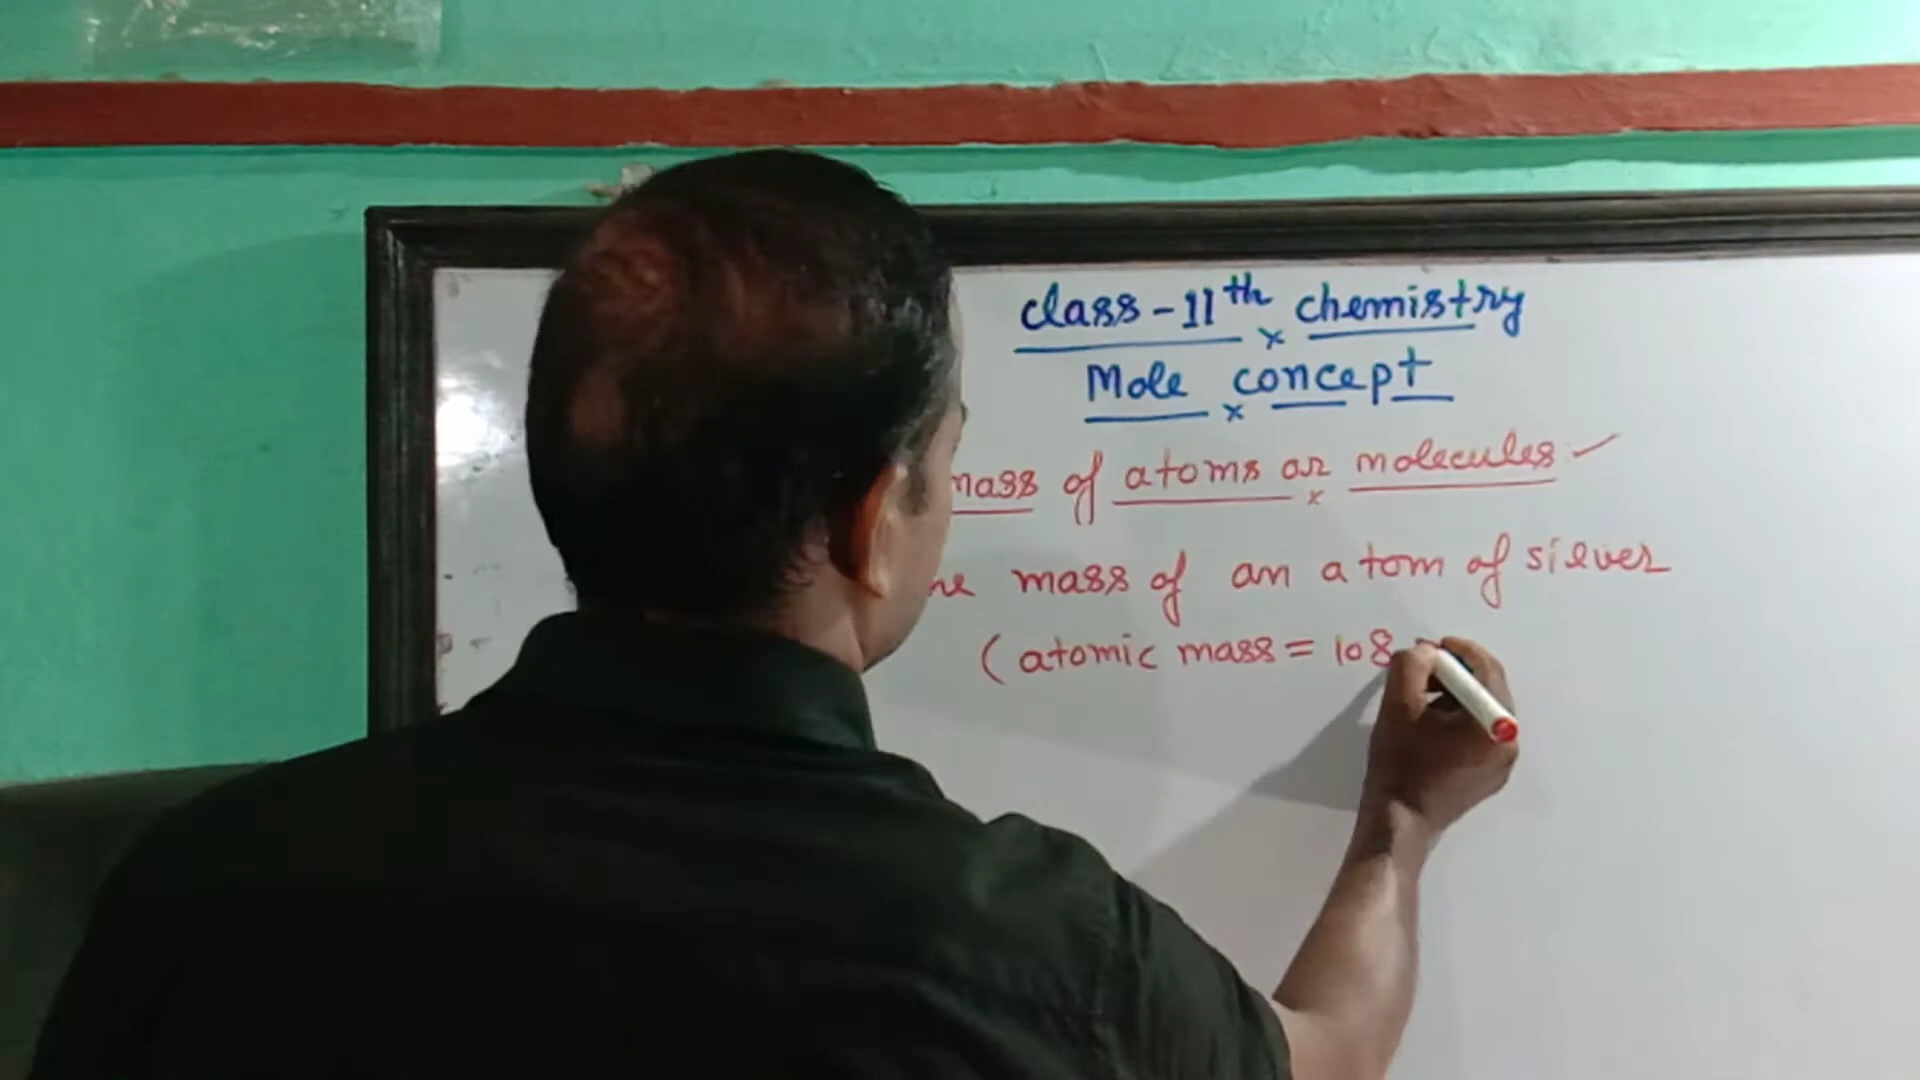 class-11th chemistry
Mole concept
mass of atoms or molecules
mass of an atom of silver
(atomic mass = 108